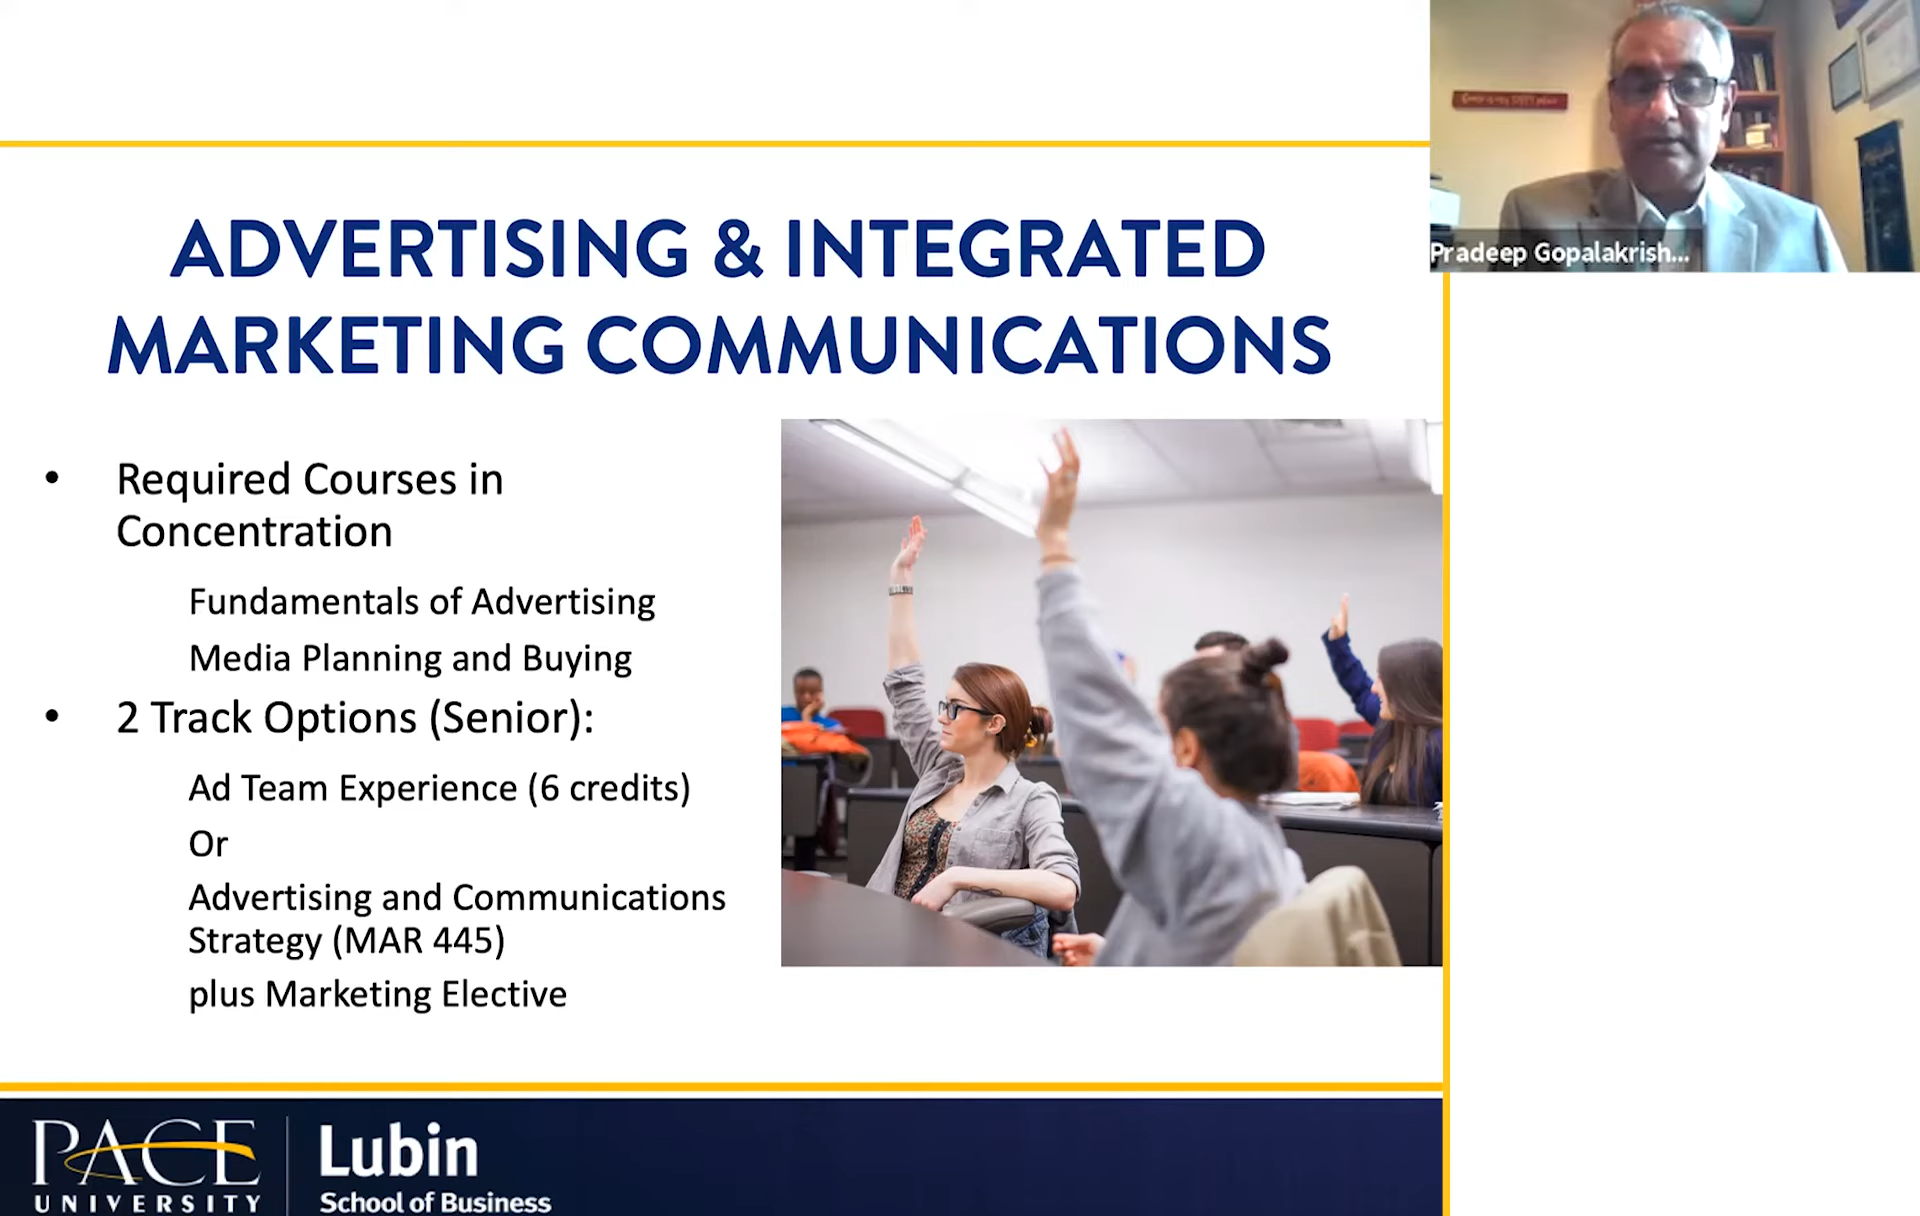 ADVERTISING & INTEGRATED
MARKETING COMMUNICATIONS
• Required Courses in
Concentration
Fundamentals of Advertising
Media Planning and Buying
• 2 Track Options (Senior):
Ad Team Experience (6 credits)
Or
Advertising and Communications
Strategy (MAR 445)
plus Marketing Elective
Pradeep Gopalakrish...
PACE
UNIVERSITY
Lubin
School of Business